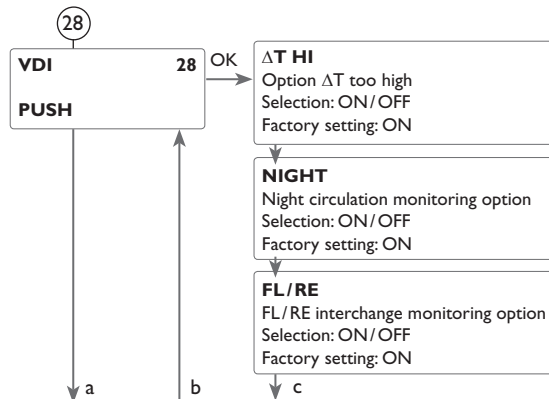 28
VDI 28
PUSH
OK
ΔT HI
Option ΔT too high
Selection: ON/OFF
Factory setting: ON
NIGHT
Night circulation monitoring option
Selection: ON/OFF
Factory setting: ON
FL/RE
FL/RE interchange monitoring option
Selection: ON/OFF
Factory setting: ON
a
b
c